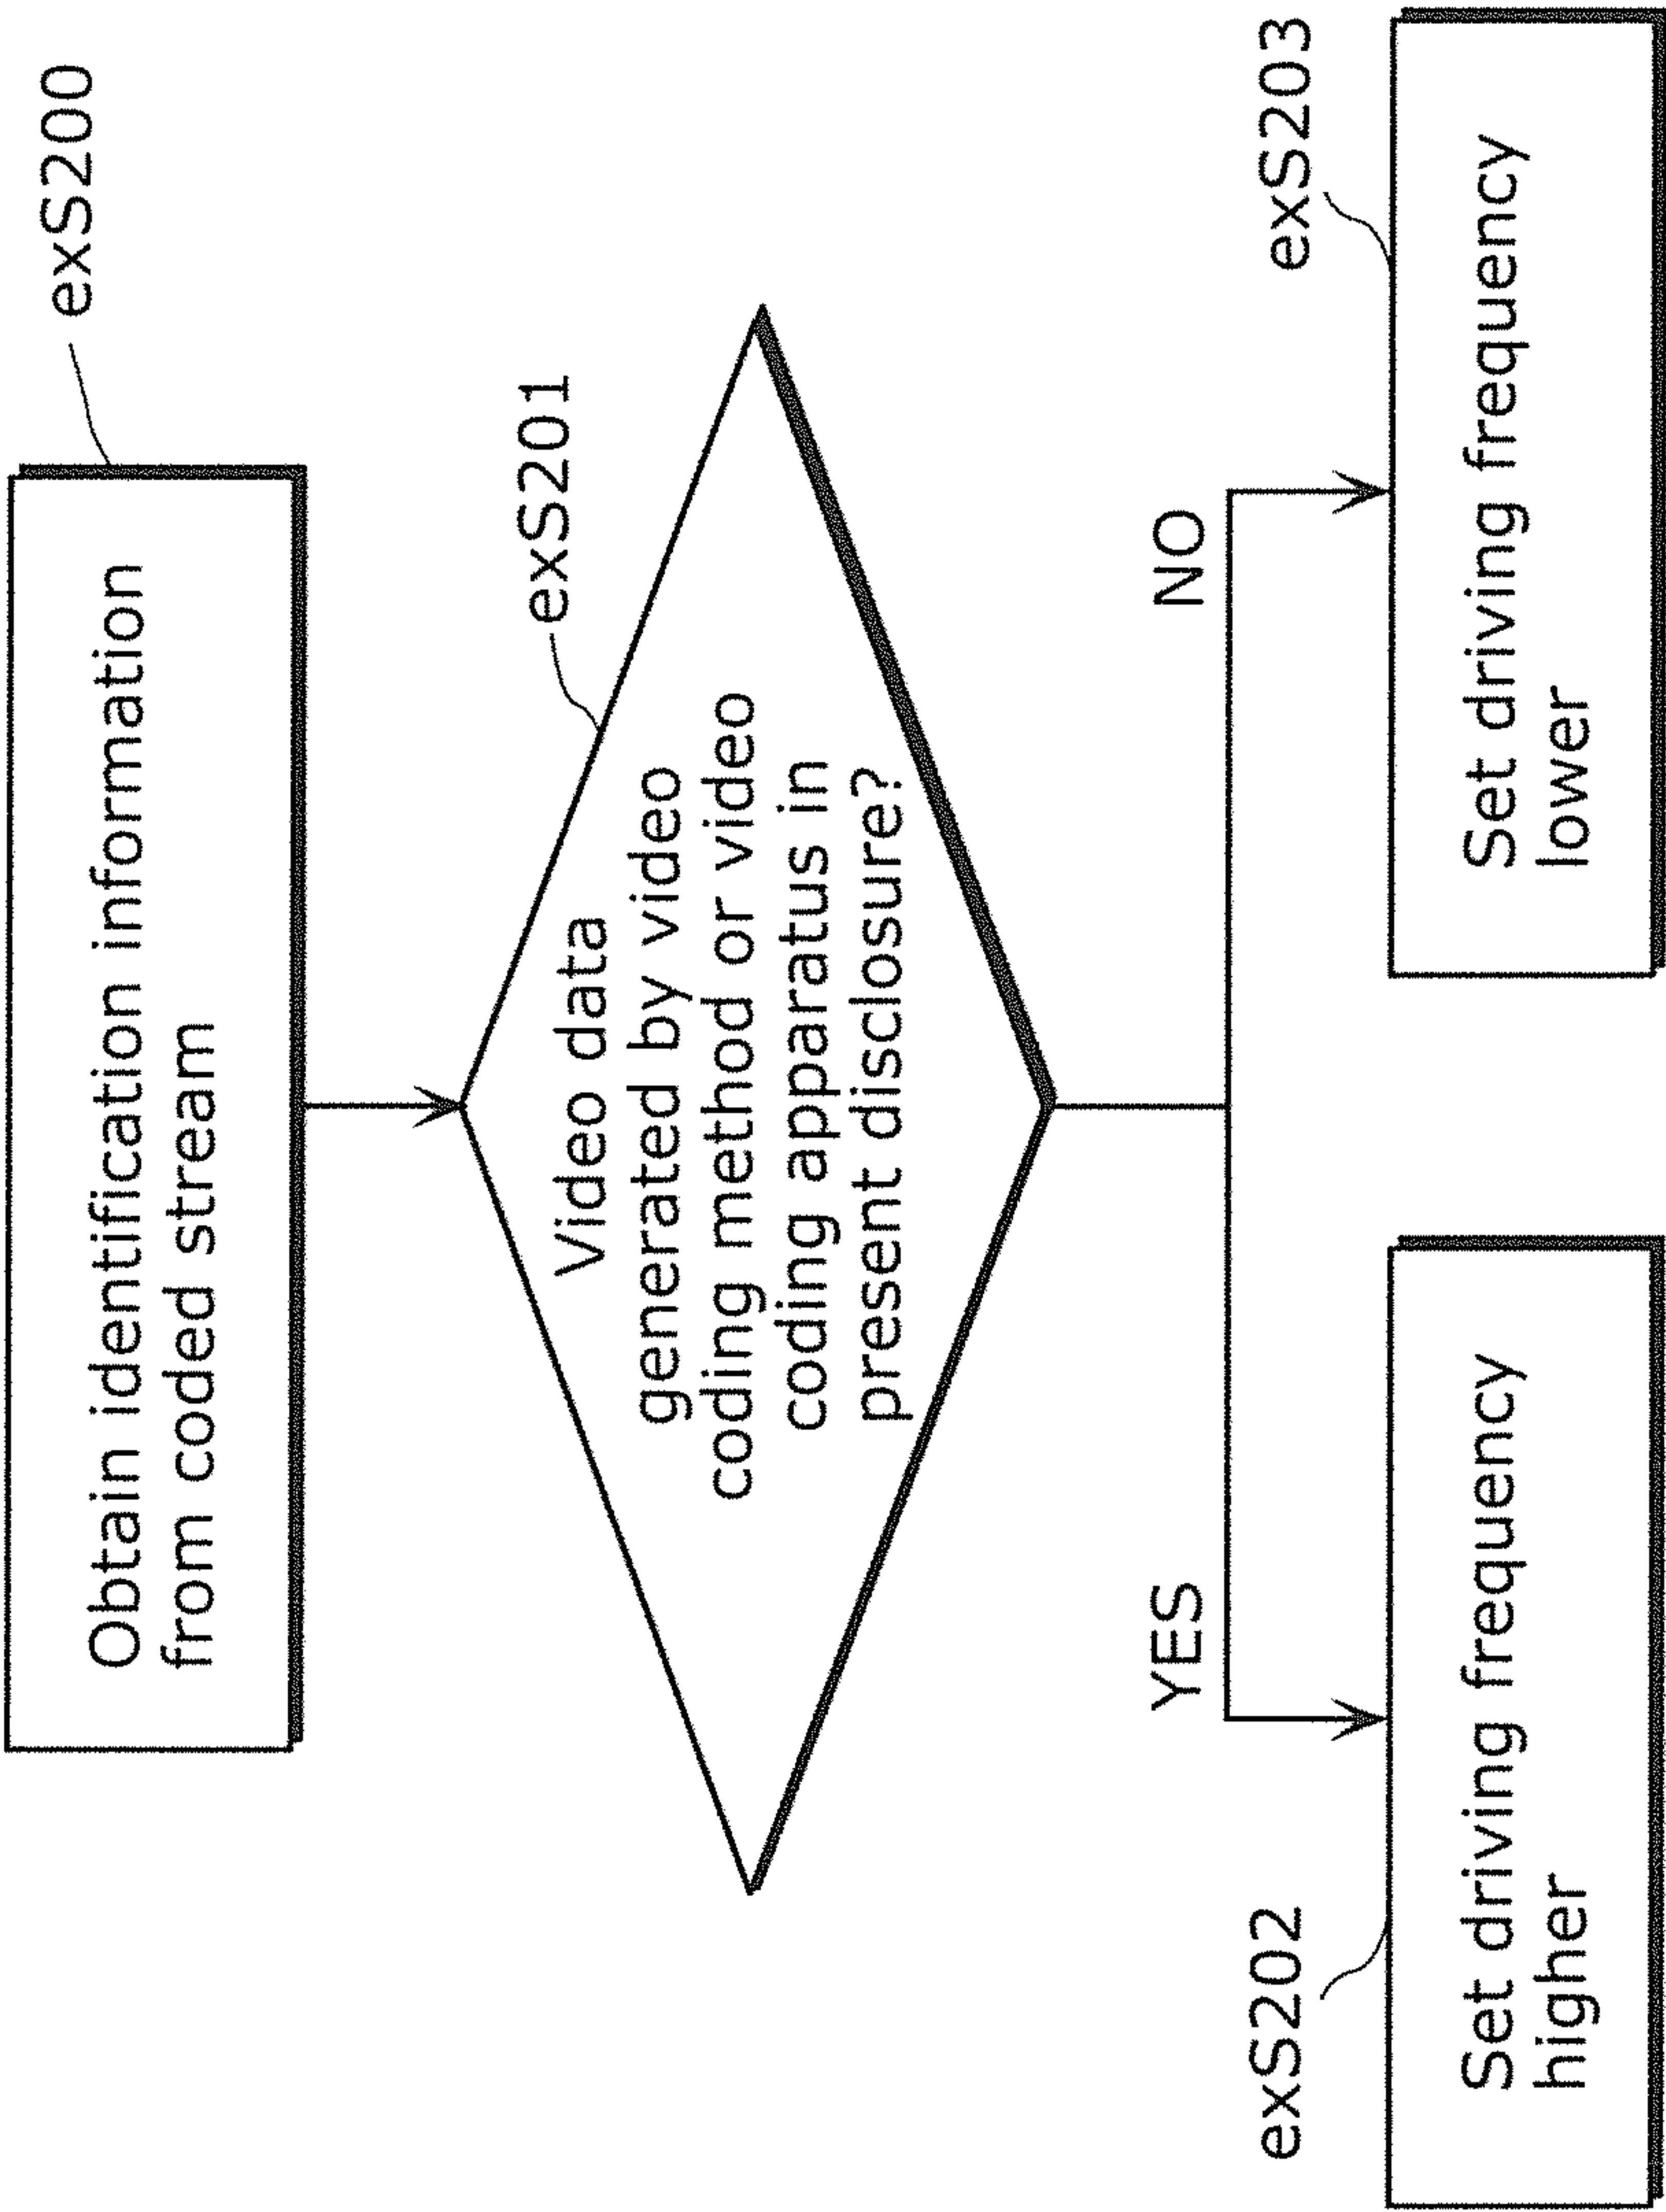 exS200
Obtain identification information
from coded stream
exS201
Video data
generated by video
coding method or video
coding apparatus in
present disclosure?
YES
NO
exS202
exS203
Set driving frequency
higher
Set driving frequency
lower